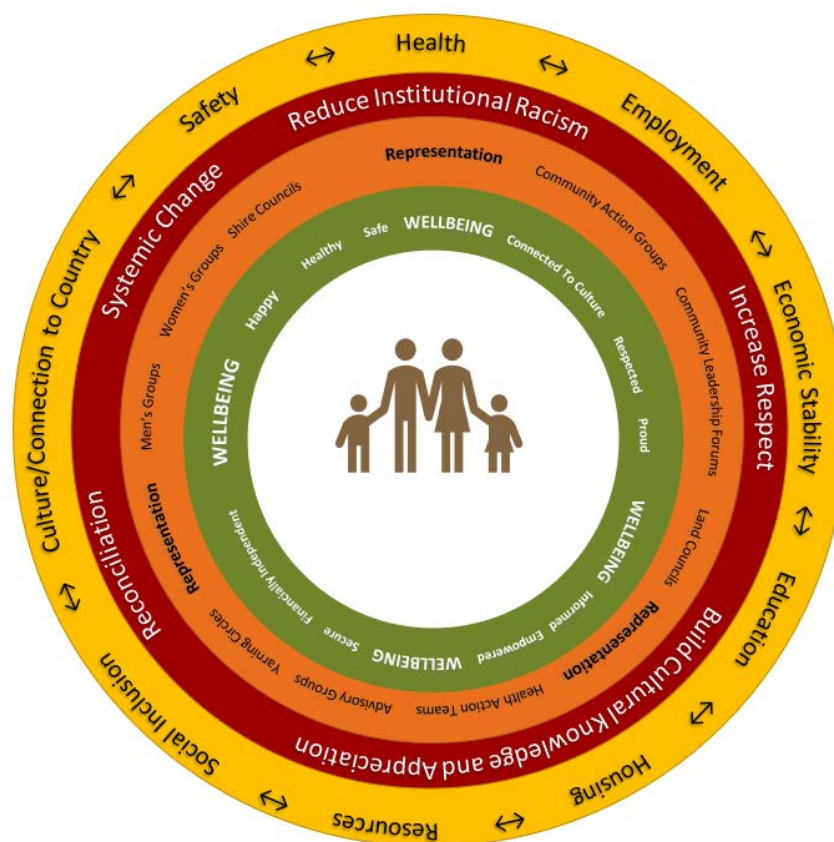 Health
Employment
Economic Stability
Education
Housing
Resources
Social Inclusion
Culture/Connection to Country
Safety
Reduce Institutional Racism
Increase Respect
Build Cultural Knowledge and Appreciation
Reconciliation
Systemic Change
Representation
Community Action Groups
Community Leadership Forums
Land Councils
Representation
Health Action Teams
Advisory Groups
Yarning Circles
Representation
Men's Groups
Women's Groups
Shire Councils
WELLBEING
Connected To Culture
Respected
Proud
WELLBEING
Informed
Empowered
WELLBEING
Secure
Financially Independent
WELLBEING
Happy
Healthy
Safe